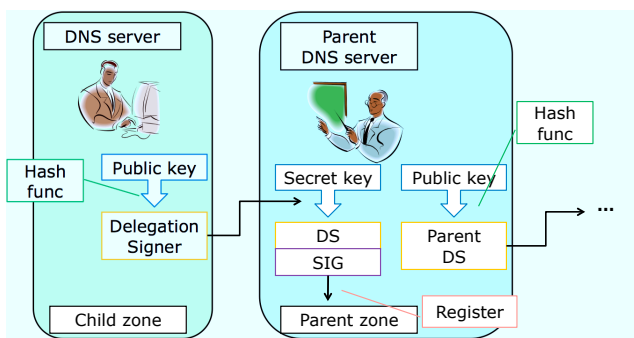 DNS server
Hash
func
Public key
Delegation
Signer
Child zone
Parent
DNS server
Secret key
Public key
Hash
func
DS
SIG
Parent
DS
...
Register
Parent zone